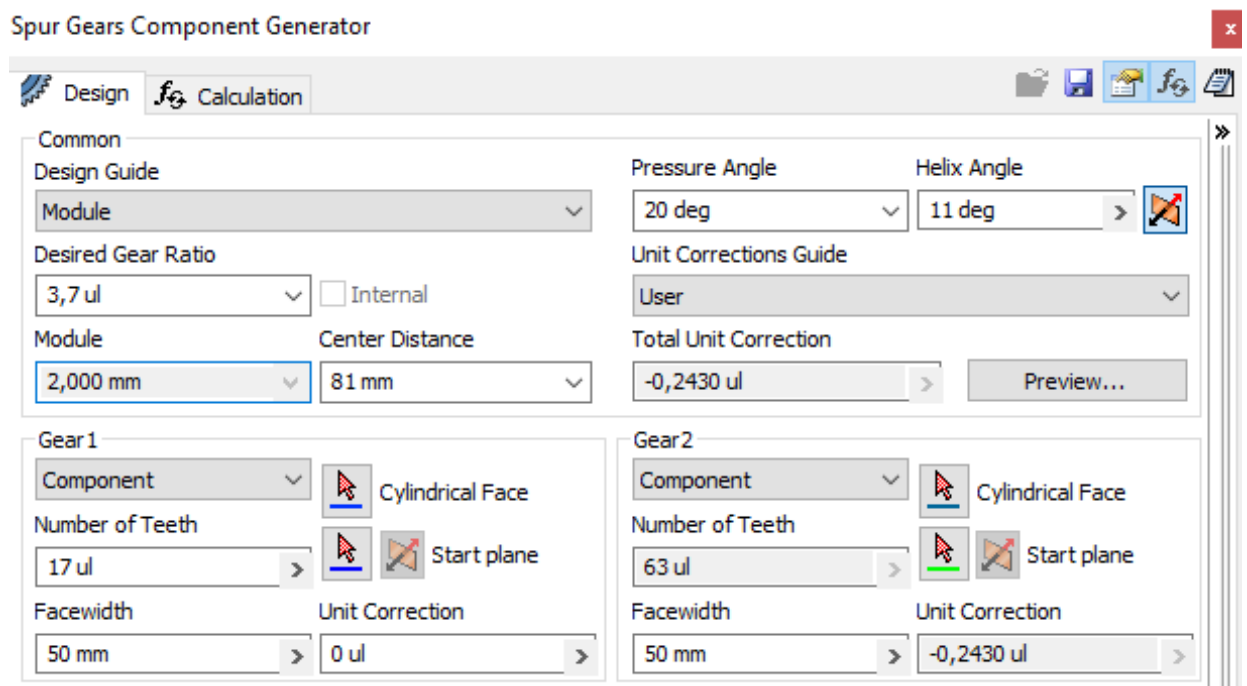 Spur Gears Component Generator
x
Design
fG Calculation
Common
Design Guide
Pressure Angle
Helix Angle
Module
20 deg
11 deg
Desired Gear Ratio
Unit Corrections Guide
3,7 ul
Internal
User
Module
Center Distance
Total Unit Correction
2,000 mm
81 mm
-0,2430 ul
Preview...
Gear1
Component
Cylindrical Face
Number of Teeth
17 ul
Start plane
Facewidth
Unit Correction
50 mm
0 ul
Gear2
Component
Cylindrical Face
Number of Teeth
63 ul
Start plane
Facewidth
Unit Correction
50 mm
-0,2430 ul